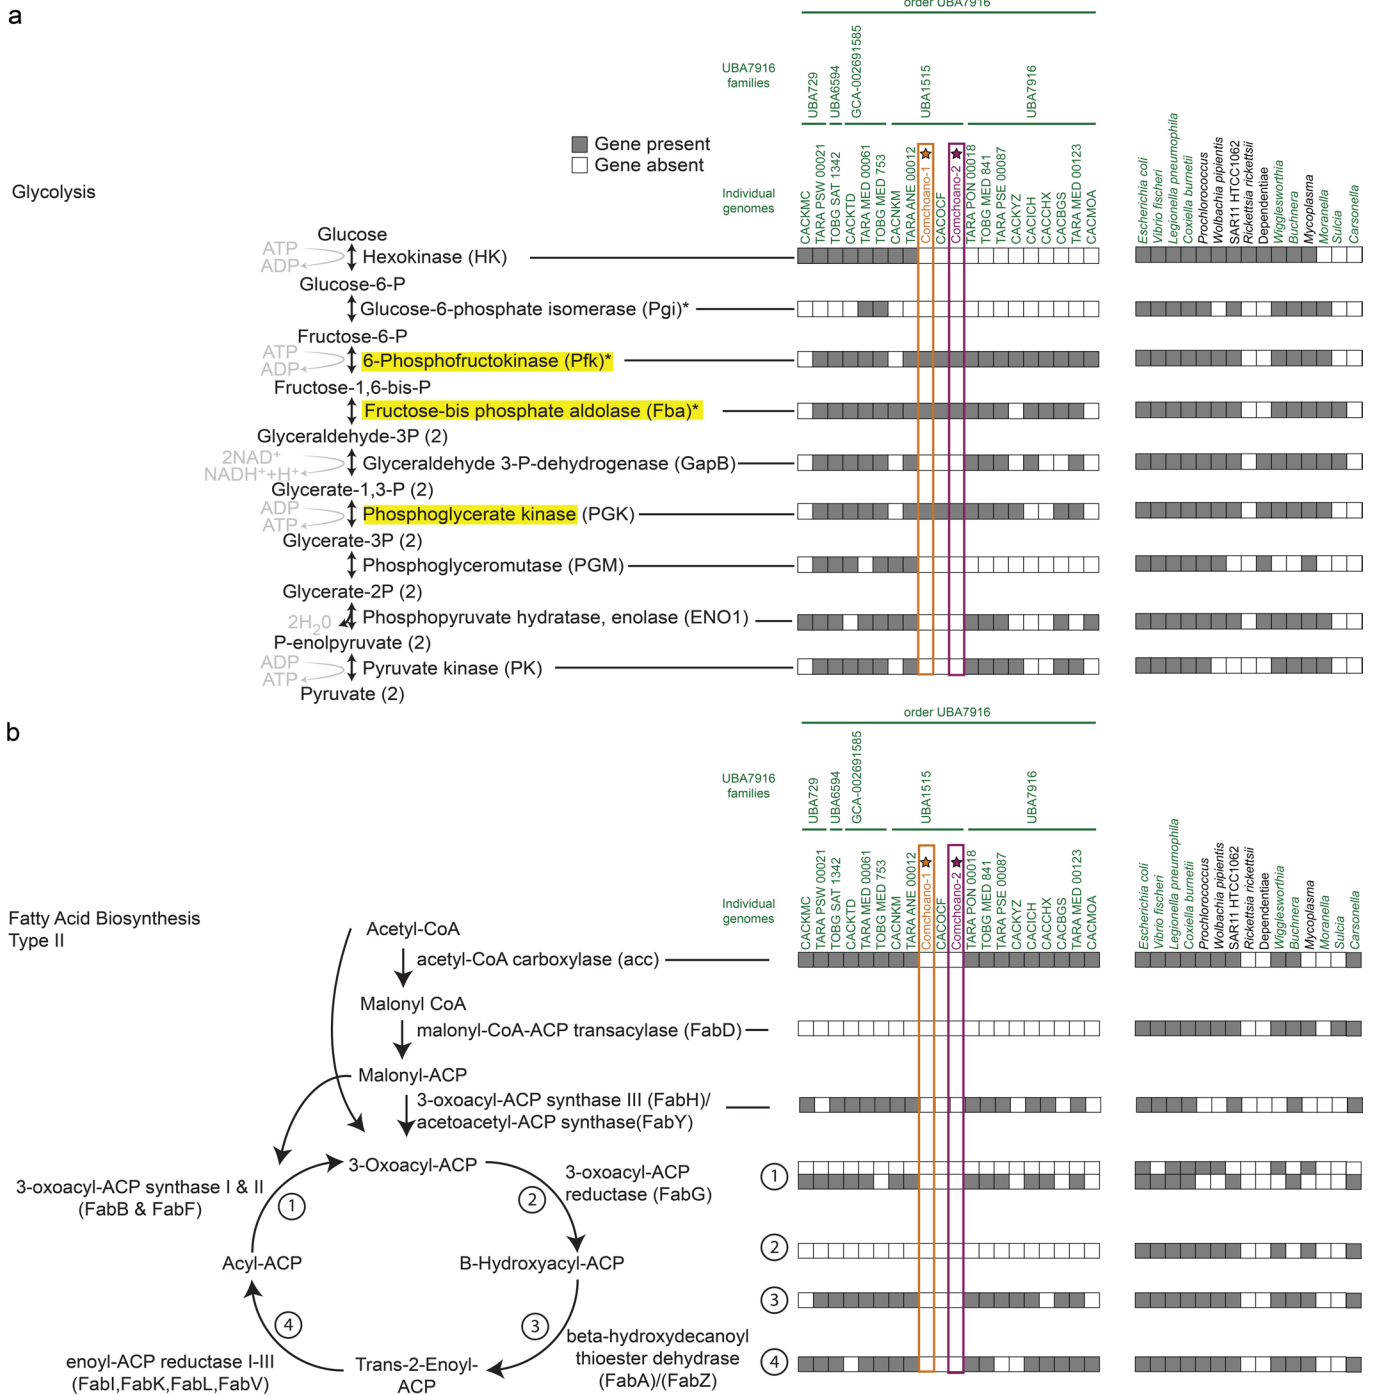 a
order UBA7916
UBA7916
families
UBA729
UBA6594
GCA-002691585
UBA1515
UBA7916
Gene present
Gene absent
Glycolysis
Individual
genomes
CACKMC
TARA PSW 00021
TOBG SAT 1342
CACKTD
TARA MED 00061
TOBG MED 753
CACNKM
TARA ANE 00012
Comchoano-1
CACOCF
Comchoano-2
TARA PON 00018
TOBG MED 841
TARA PSE 00087
CACKYZ
CACICH
CACCHX
CACBGS
TARA MED 00123
CACMOA
Escherichia coli
Vibrio fischeri
Legionella pneumophila
Coxiella burnetii
Prochlorococcus
Wolbachia pipientis
SAR11 HTCC1062
Rickettsia rickettsii
Dependentiae
Wigglesworthia
Buchnera
Mycoplasma
Moranella
Sulcia
Carsonella
Glucose
ATP
ADP
Hexokinase (HK)
Glucose-6-P
Glucose-6-phosphate isomerase (Pgi)*
Fructose-6-P
ATP
ADP
6-Phosphofructokinase (Pfk)*
Fructose-1,6-bis-P
Fructose-bis phosphate aldolase (Fba)*
Glyceraldehyde-3P (2)
2NAD+
NADH++H+
Glyceraldehyde 3-P-dehydrogenase (GapB)
Glycerate-1,3-P (2)
ADP
ATP
Phosphoglycerate kinase (PGK)
Glycerate-3P (2)
Phosphoglyceromutase (PGM)
Glycerate-2P (2)
2H20
Phosphopyruvate hydratase, enolase (ENO1)
P-enolpyruvate (2)
ADP
ATP
Pyruvate kinase (PK)
Pyruvate (2)
b
order UBA7916
UBA7916
families
UBA729
UBA6594
GCA-002691585
UBA1515
UBA7916
Fatty Acid Biosynthesis
Type II
Individual
genomes
CACKMC
TARA PSW 00021
TOBG SAT 1342
CACKTD
TARA MED 00061
TOBG MED 753
CACNKM
TARA ANE 00012
Comchoano-1
CACOCF
Comchoano-2
TARA PON 00018
TOBG MED 841
TARA PSE 00087
CACKYZ
CACICH
CACCHX
CACBGS
TARA MED 00123
CACMOA
Escherichia coli
Vibrio fischeri
Legionella pneumophila
Coxiella burnetii
Prochlorococcus
Wolbachia pipientis
SAR11 HTCC1062
Rickettsia rickettsii
Dependentiae
Wigglesworthia
Buchnera
Mycoplasma
Moranella
Sulcia
Carsonella
Acetyl-CoA
acetyl-CoA carboxylase (acc)
Malonyl CoA
malonyl-CoA-ACP transacylase (FabD)
Malonyl-ACP
3-oxoacyl-ACP synthase III (FabH)/
acetoacetyl-ACP synthase(FabY)
3-Oxoacyl-ACP
3-oxoacyl-ACP synthase I & II
(FabB & FabF)
1
2
3-oxoacyl-ACP
reductase (FabG)
1
Acyl-ACP
B-Hydroxyacyl-ACP
2
4
3
3
enoyl-ACP reductase I-III
(FabI,FabK,FabL,FabV)
Trans-2-Enoyl-
ACP
beta-hydroxydecanoyl
thioester dehydrase
(FabA)/(FabZ)
4